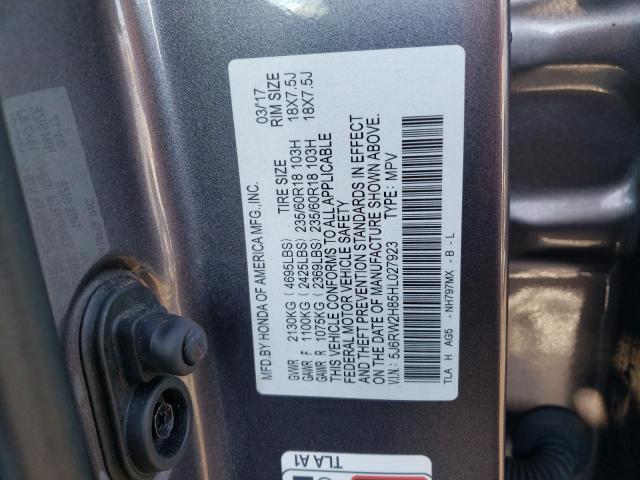 MFD.BY HONDA OF AMERICA MFG.,INC. 03/17
TIRE SIZE RIM SIZE
GVWR 2130KG (4695LBS)
GAWR F 1100KG (2425LBS) 235/60R18 103H 18X7.5J
GAWR R 1075KG (2369LBS) 235/60R18 103H 18X7.5J
THIS VEHICLE CONFORMS TO ALL APPLICABLE
FEDERAL MOTOR VEHICLE SAFETY
AND THEFT PREVENTION STANDARDS IN EFFECT
ON THE DATE OF MANUFACTURE SHOWN ABOVE.
V.I.N.: 5J6RW2H85HL027923 TYPE: MPV
TLA H AG5 - NH797MX - B - L
TLA A1